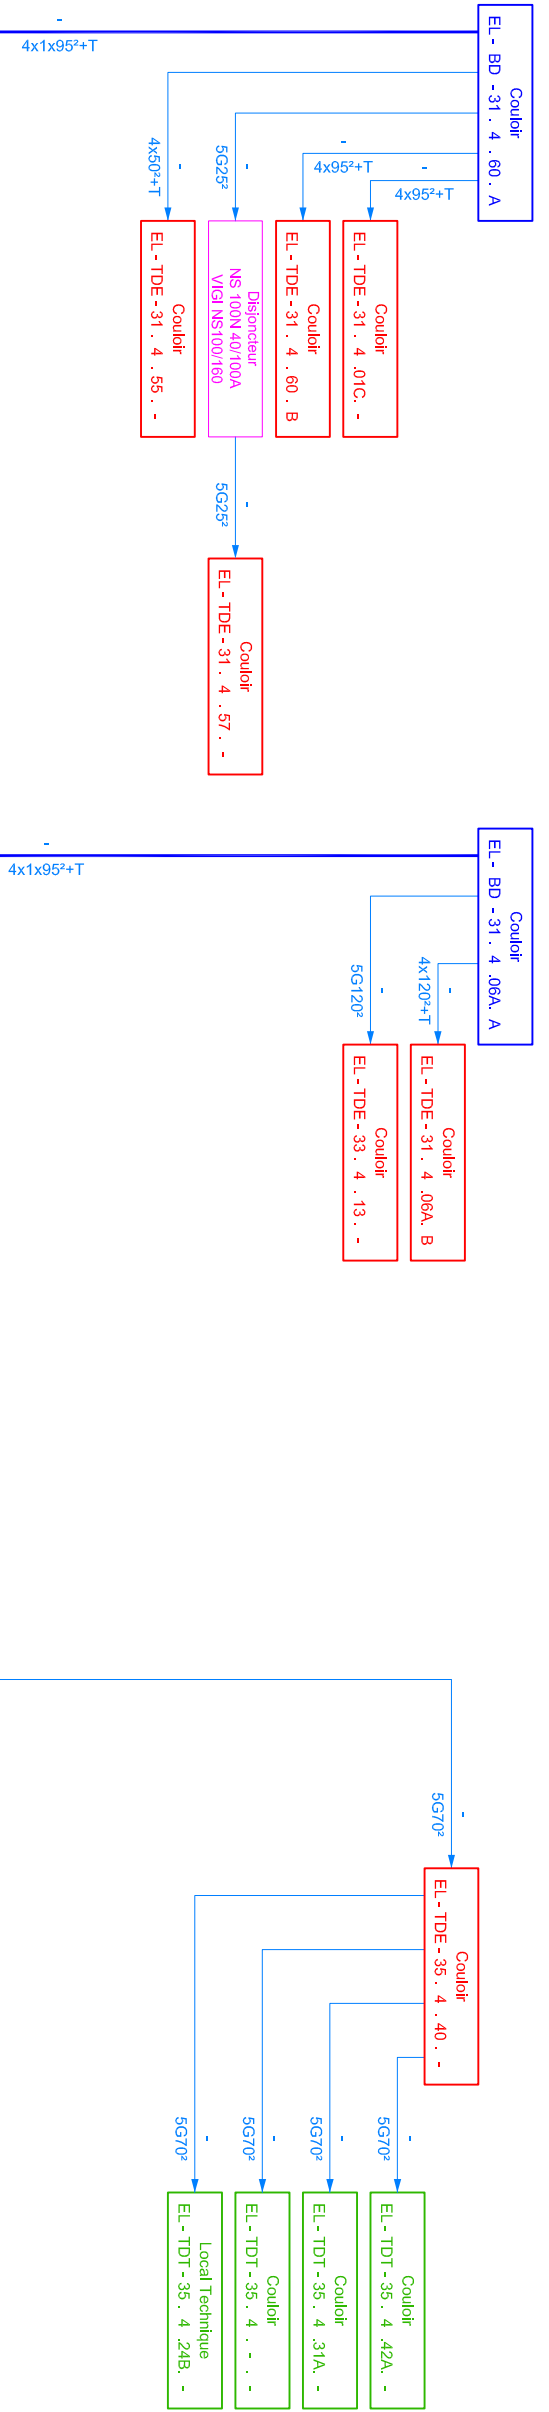 Couloir
EL - BD - 31 . 4 . 60 . A
-
4x1x95²+T
-
4x50²+T
-
5G25²
-
4x95²+T
-
4x95²+T
Couloir
EL - TDE - 31 . 4 .01C. -
Couloir
EL - TDE - 31 . 4 . 60 . B
Disjoncteur
NS 100N 40/100A
VIGI NS100/160
Couloir
EL - TDE - 31 . 4 . 55 . -
-
5G25²
Couloir
EL - TDE - 31 . 4 . 57 . -
Couloir
EL - BD - 31 . 4 .06A. A
-
4x1x95²+T
-
4x120²+T
-
5G120²
Couloir
EL - TDE - 31 . 4 .06A. B
Couloir
EL - TDE - 33 . 4 . 13 . -
-
5G70²
Couloir
EL - TDE - 35 . 4 . 40 . -
-
5G70²
-
5G70²
-
5G70²
-
5G70²
Couloir
EL - TDT - 35 . 4 .42A. -
Couloir
EL - TDT - 35 . 4 .31A. -
Couloir
EL - TDT - 35 . 4 . - . -
Local Technique
EL - TDT - 35 . 4 .24B. -